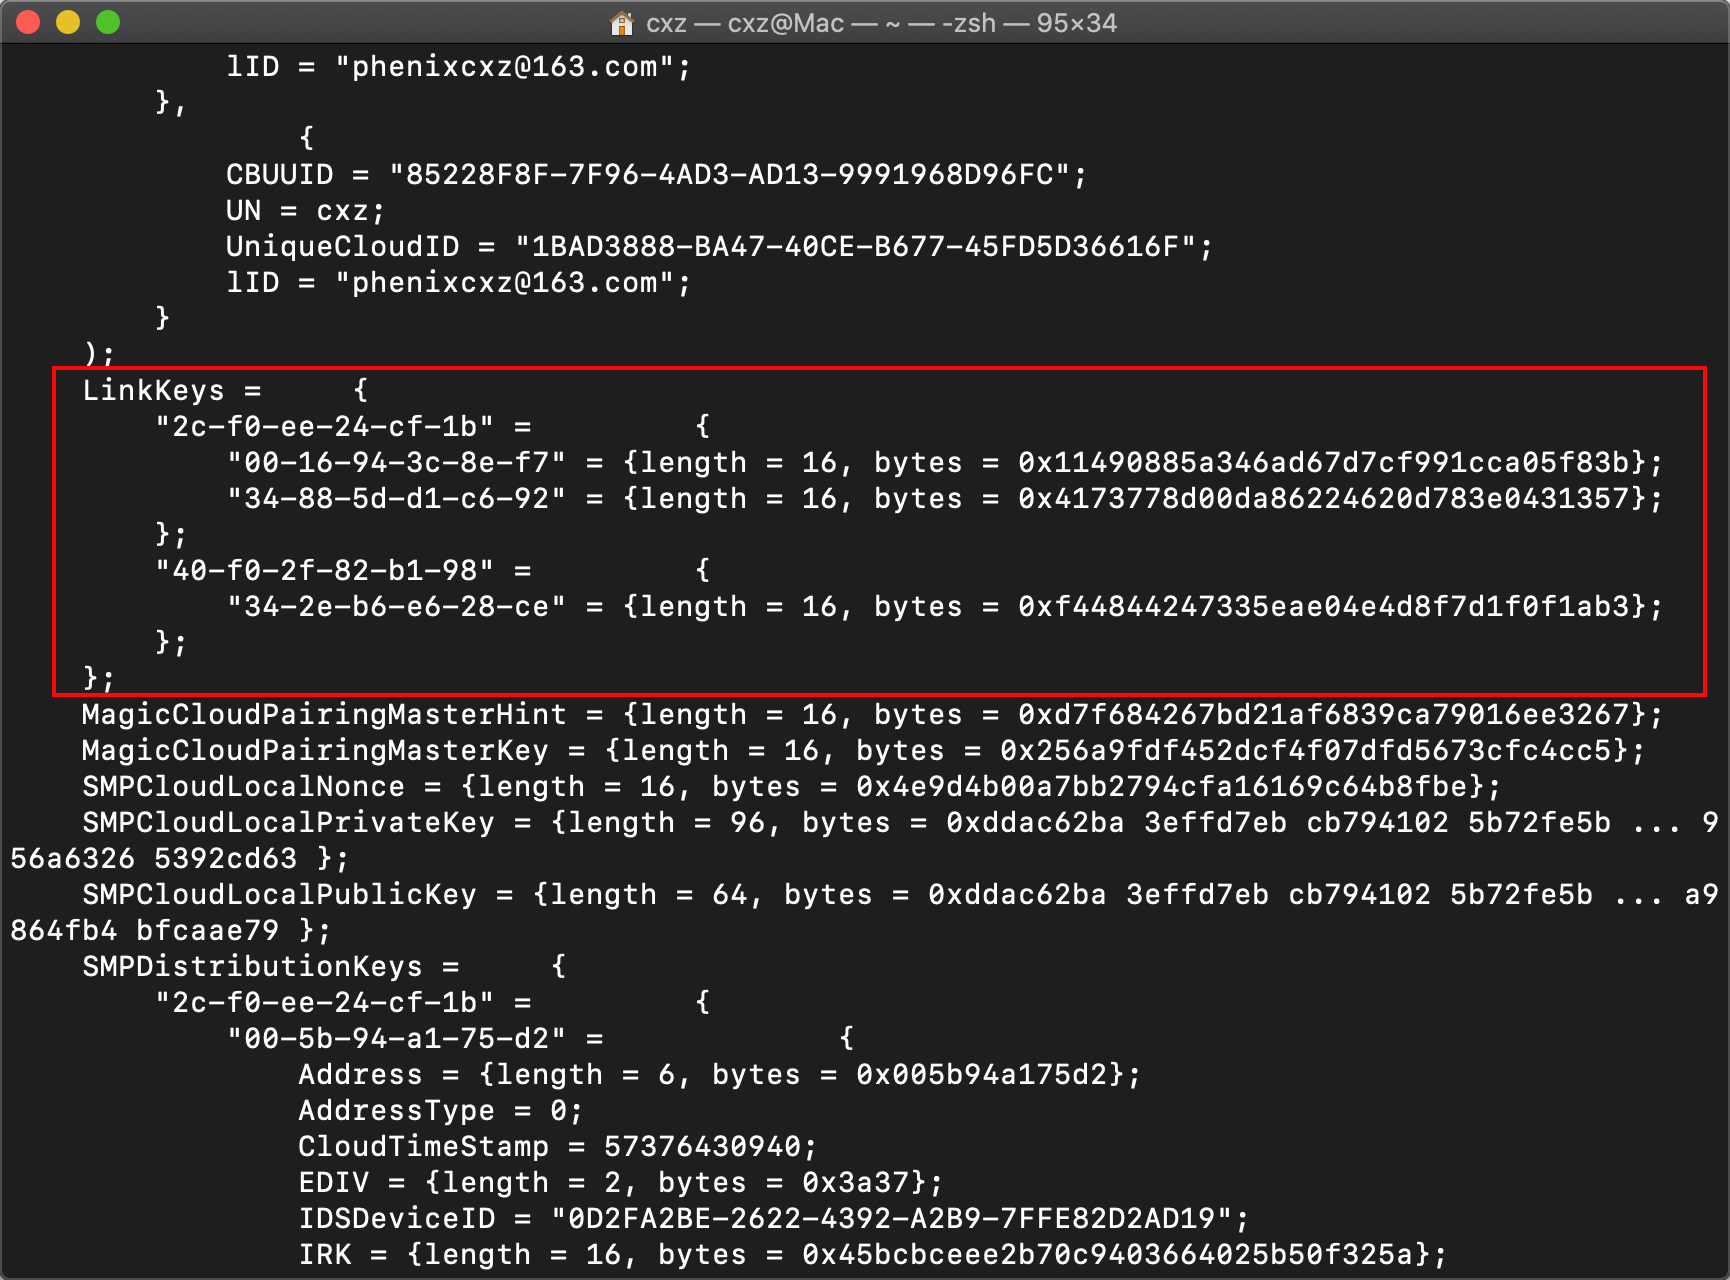 cxz — cxz@Mac — ~ — -zsh — 95×34
lID = "phenixcxz@163.com";
},
{
CBUUID = "85228F8F-7F96-4AD3-AD13-9991968D96FC";
UN = cxz;
UniqueCloudID = "1BAD3888-BA47-40CE-B677-45FD5D36616F";
lID = "phenixcxz@163.com";
}
);
LinkKeys =     {
"2c-f0-ee-24-cf-1b" =         {
"00-16-94-3c-8e-f7" = {length = 16, bytes = 0x11490885a346ad67d7cf991cca05f83b};
"34-88-5d-d1-c6-92" = {length = 16, bytes = 0x4173778d00da86224620d783e0431357};
};
"40-f0-2f-82-b1-98" =         {
"34-2e-b6-e6-28-ce" = {length = 16, bytes = 0xf44844247335eae04e4d8f7d1f0f1ab3};
};
};
MagicCloudPairingMasterHint = {length = 16, bytes = 0xd7f684267bd21af6839ca79016ee3267};
MagicCloudPairingMasterKey = {length = 16, bytes = 0x256a9fdf452dcf4f07dfd5673cfc4cc5};
SMPCloudLocalNonce = {length = 16, bytes = 0x4e9d4b00a7bb2794cfa16169c64b8fbe};
SMPCloudLocalPrivateKey = {length = 96, bytes = 0xddac62ba 3effd7eb cb794102 5b72fe5b ... 9
56a6326 5392cd63 };
SMPCloudLocalPublicKey = {length = 64, bytes = 0xddac62ba 3effd7eb cb794102 5b72fe5b ... a9
864fb4 bfcaae79 };
SMPDistributionKeys =     {
"2c-f0-ee-24-cf-1b" =         {
"00-5b-94-a1-75-d2" =             {
Address = {length = 6, bytes = 0x005b94a175d2};
AddressType = 0;
CloudTimeStamp = 57376430940;
EDIV = {length = 2, bytes = 0x3a37};
IDSDeviceID = "0D2FA2BE-2622-4392-A2B9-7FFE82D2AD19";
IRK = {length = 16, bytes = 0x45bcbceee2b70c9403664025b50f325a};